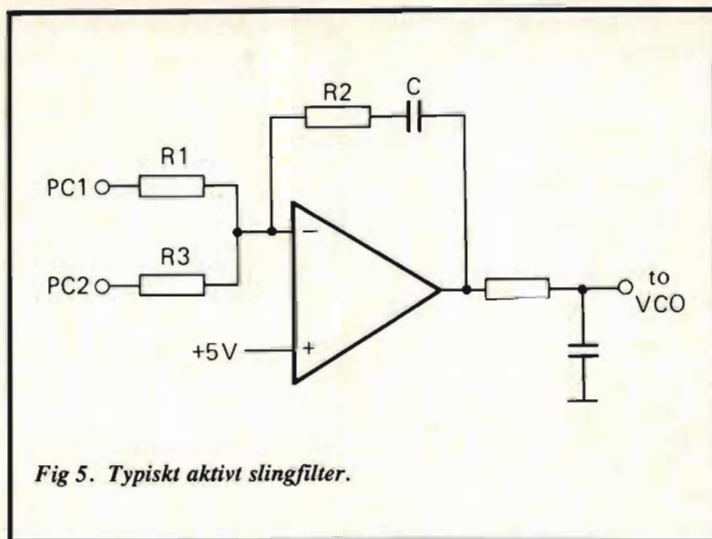 R2
C
R1
PC1
R3
PC2
−
+5V
+
to
VCO
Fig 5. Typiskt aktivt slingfilter.